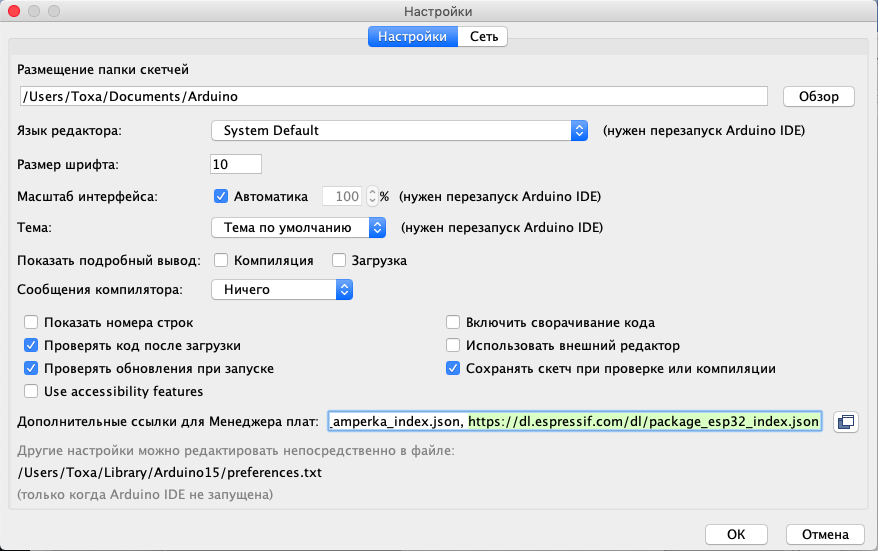 Настройки
Настройки Сеть
Размещение папки скетчей
/Users/Toxa/Documents/Arduino Обзор
Язык редактора: System Default (нужен перезапуск Arduino IDE)
Размер шрифта: 10
Масштаб интерфейса: Автоматика 100 % (нужен перезапуск Arduino IDE)
Тема: Тема по умолчанию (нужен перезапуск Arduino IDE)
Показать подробный вывод: Компиляция Загрузка
Сообщения компилятора: Ничего
Показать номера строк Включить сворачивание кода
Проверять код после загрузки Использовать внешний редактор
Проверять обновления при запуске Сохранять скетч при проверке или компиляции
Use accessibility features
Дополнительные ссылки для Менеджера плат: _amperka_index.json, https://dl.espressif.com/dl/package_esp32_index.json
Другие настройки можно редактировать непосредственно в файле:
/Users/Toxa/Library/Arduino15/preferences.txt
(только когда Arduino IDE не запущена)
OK Отмена